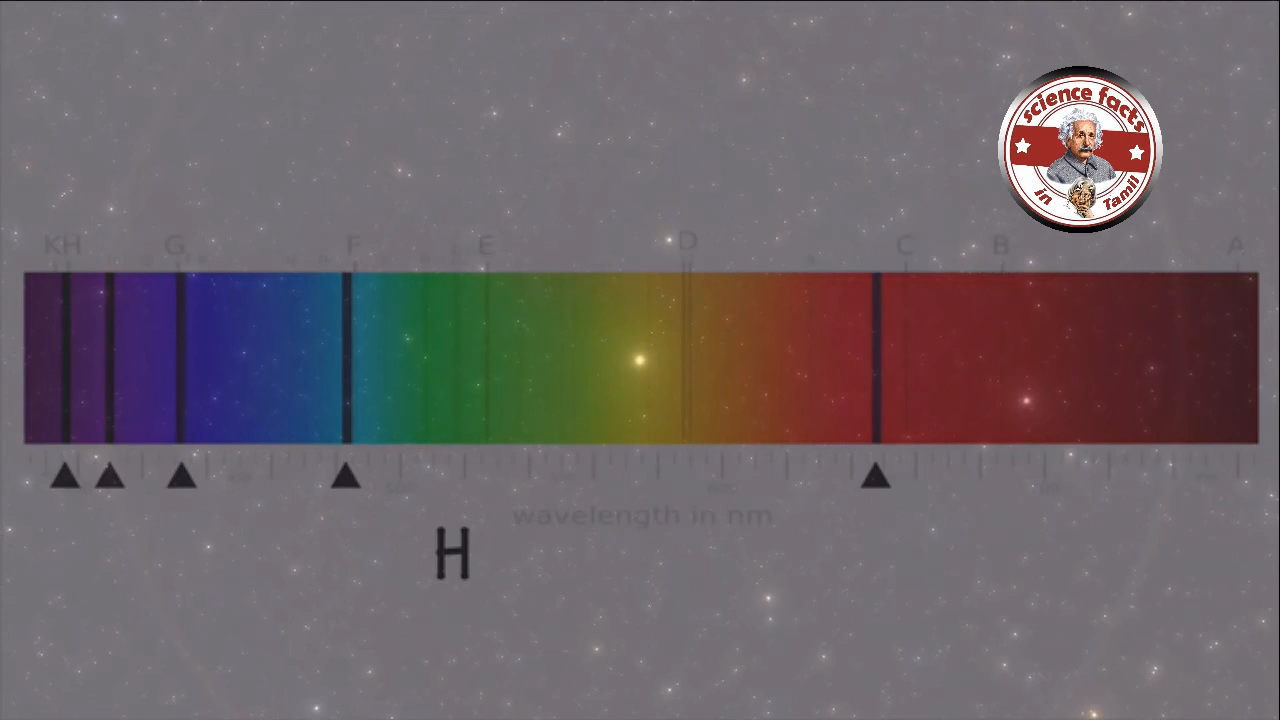 science facts
in Tamil
KH G F E D C B A
wavelength in nm
H